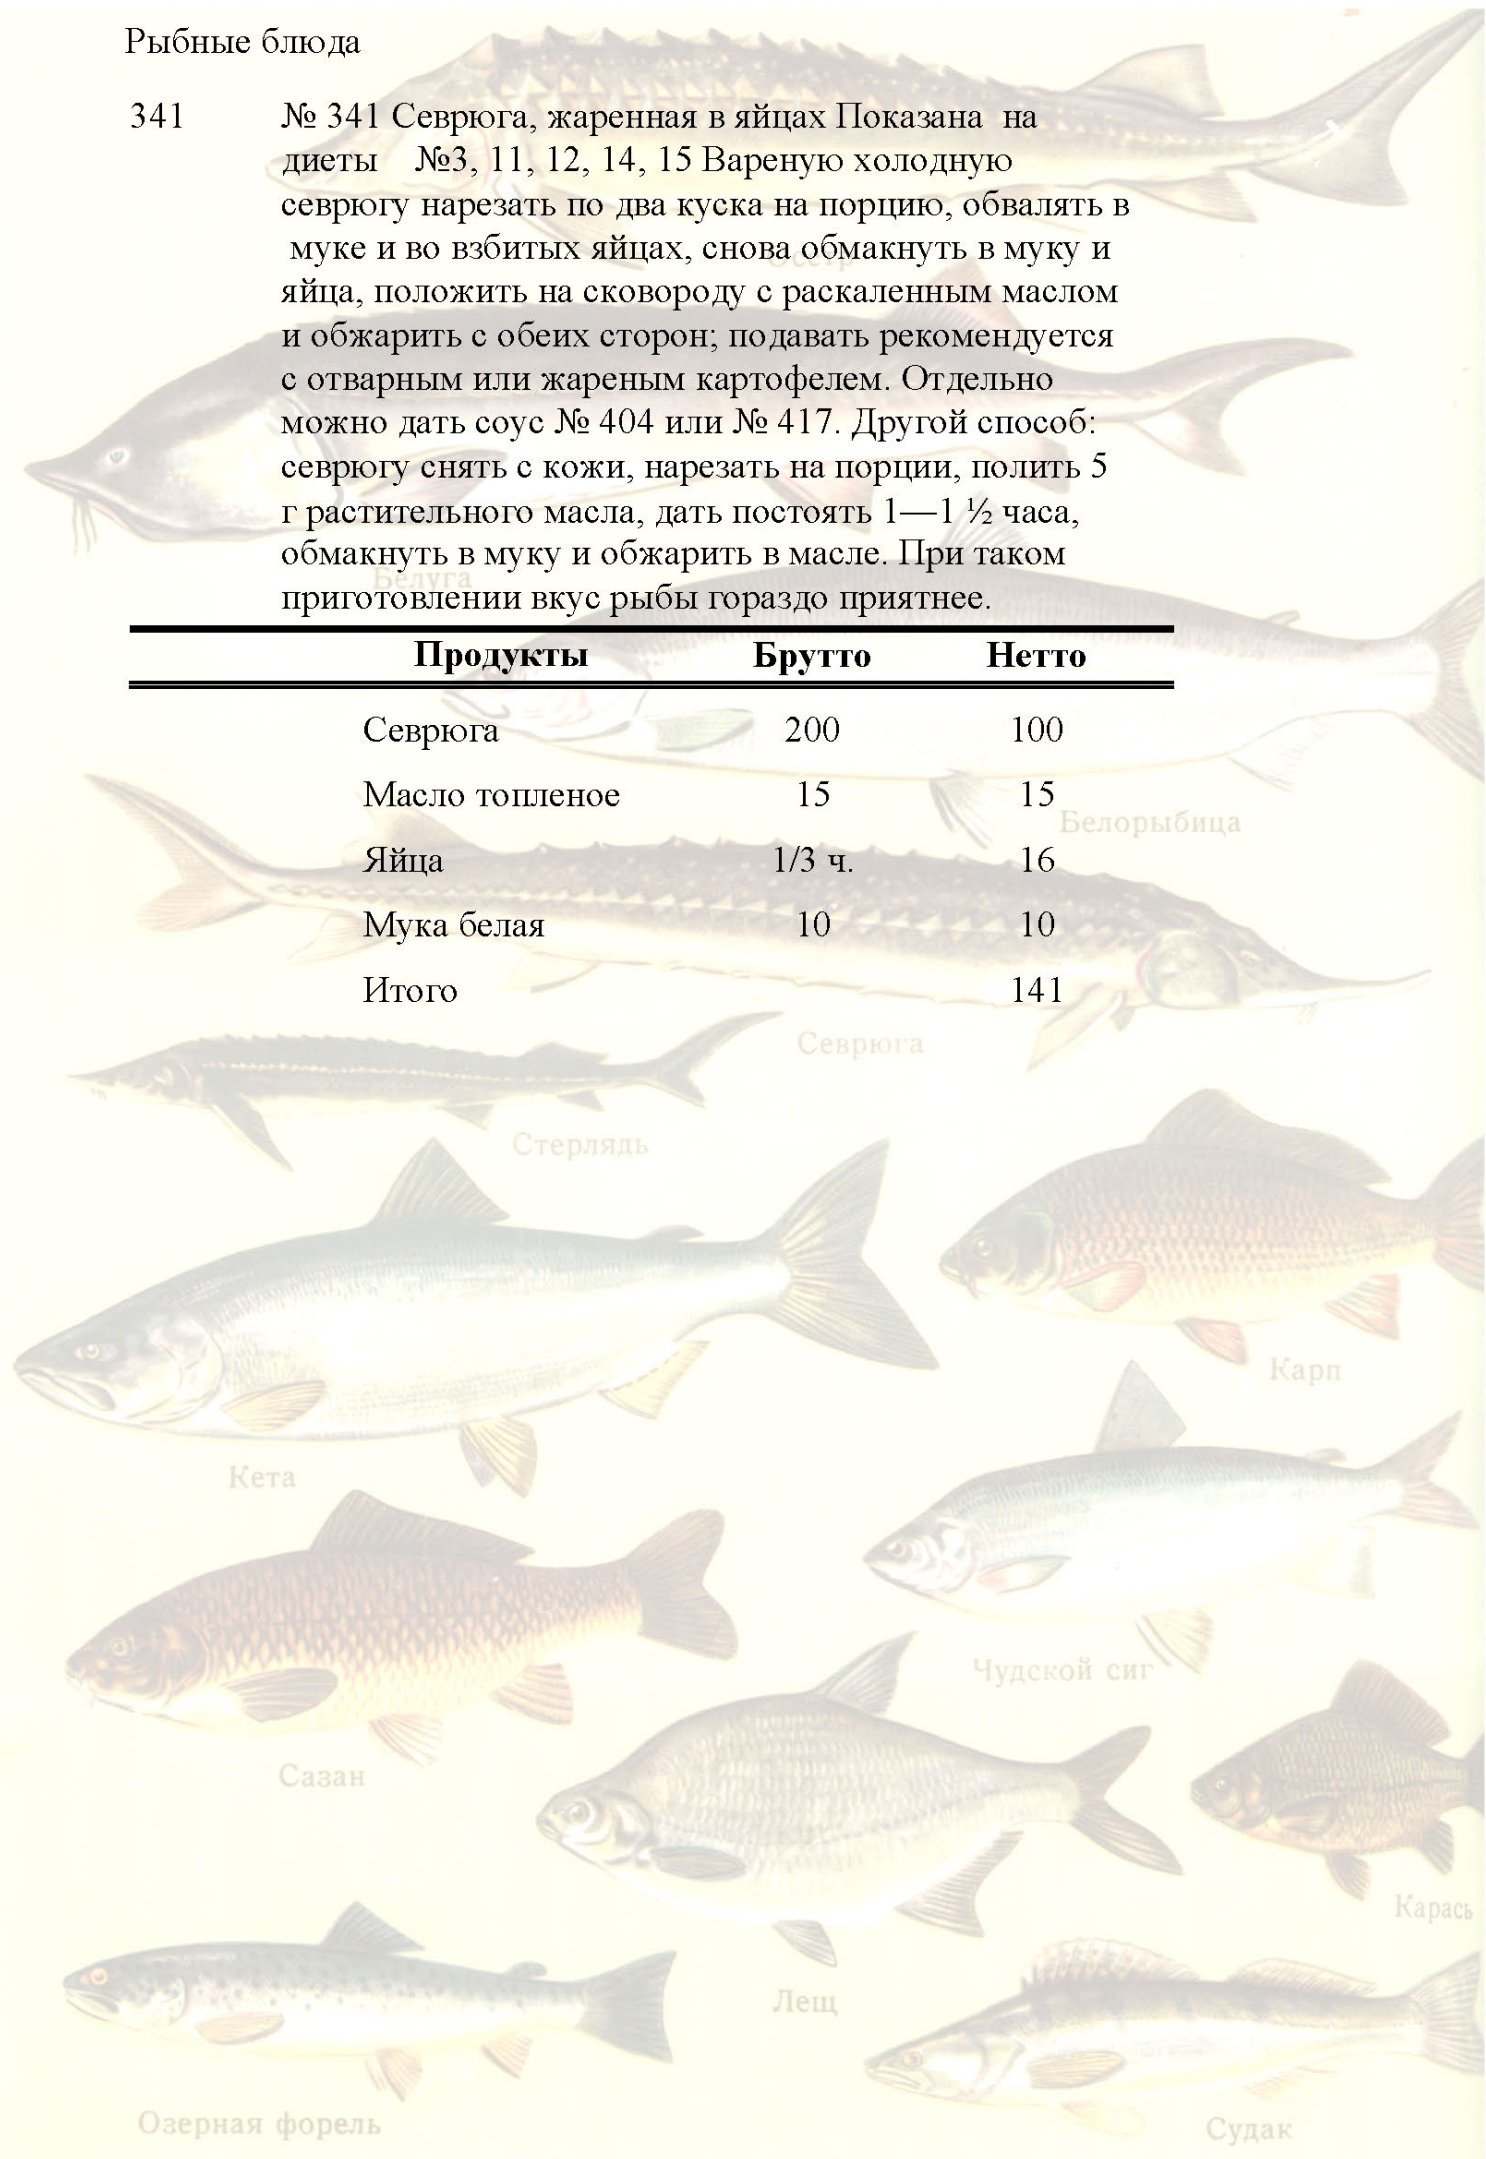 Рыбные блюда
341 № 341 Севрюга, жаренная в яйцах Показана на
диеты №3, 11, 12, 14, 15 Вареную холодную
севрюгу нарезать по два куска на порцию, обвалять в
муке и во взбитых яйцах, снова обмакнуть в муку и
яйца, положить на сковороду с раскаленным маслом
и обжарить с обеих сторон; подавать рекомендуется
с отварным или жареным картофелем. Отдельно
можно дать соус № 404 или № 417. Другой способ:
севрюгу снять с кожи, нарезать на порции, полить 5
г растительного масла, дать постоять 1—1 ½ часа,
обмакнуть в муку и обжарить в масле. При таком
Белуга
приготовлении вкус рыбы гораздо приятнее.
Продукты Брутто Нетто
Севрюга 200 100
Масло топленое 15 15
Белорыбица
Яйца 1/3 ч. 16
Мука белая 10 10
Итого 141
Севрюга
Стерлядь
Карп
Кета
Чудской сиг
Сазан
Карась
Лещ
Озерная форель
Судак